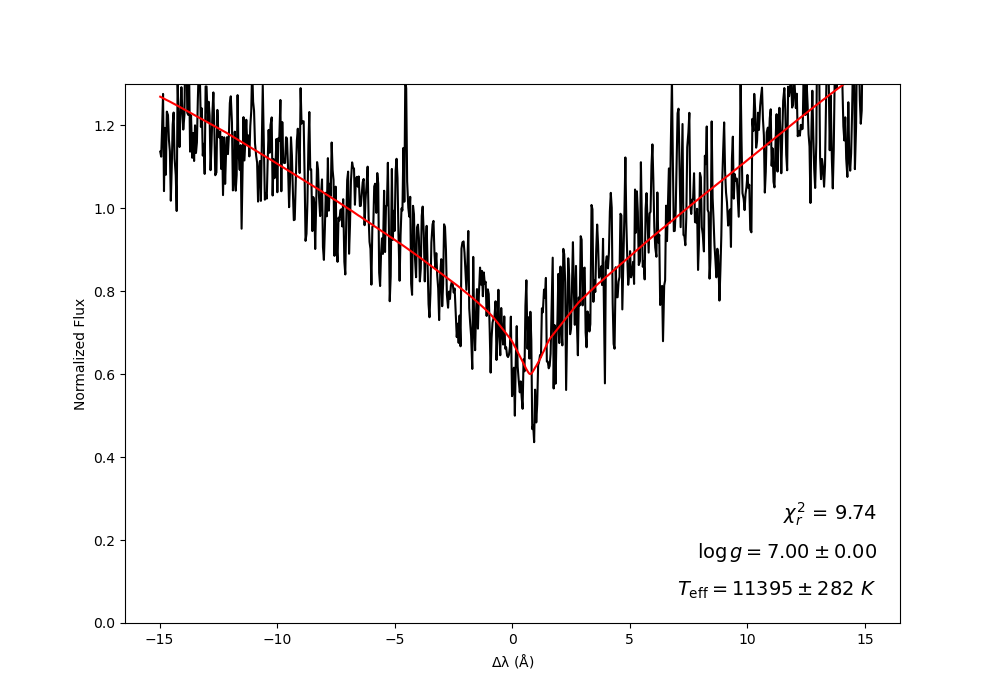 1.2
1.0
0.8
0.6
0.4
0.2
0.0
Normalized Flux
χ²ᵣ = 9.74
log g = 7.00 ± 0.00
T_eff = 11395 ± 282 K
−15 −10 −5 0 5 10 15
Δλ (Å)